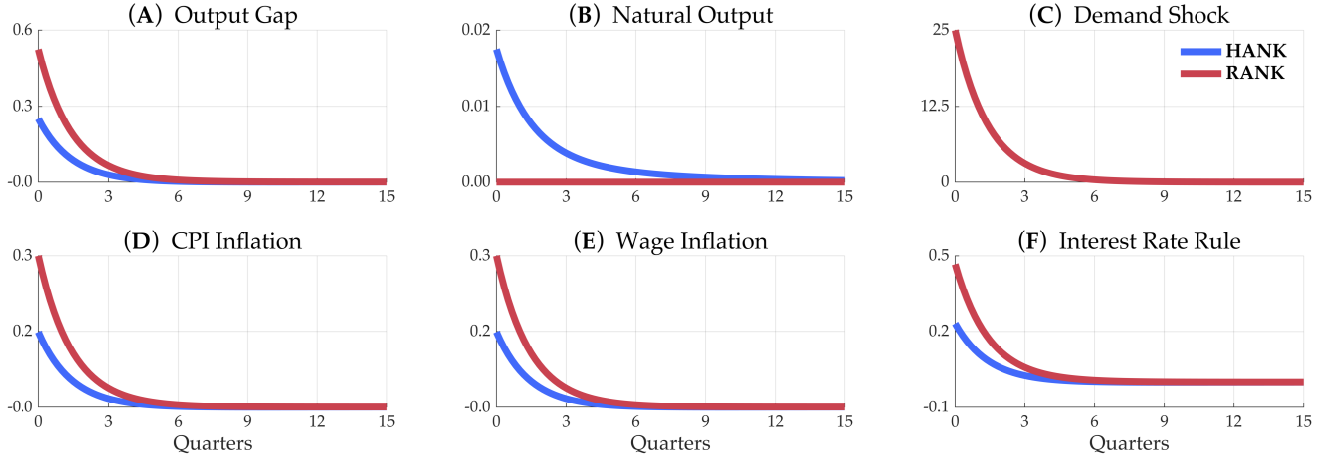 (A) Output Gap
0.6
0.3
-0.0
0 3 6 9 12 15
(B) Natural Output
0.02
0.01
0.00
0 3 6 9 12 15
(C) Demand Shock
25
12.5
0
0 3 6 9 12 15
HANK
RANK
(D) CPI Inflation
0.3
0.2
-0.0
0 3 6 9 12 15
Quarters
(E) Wage Inflation
0.3
0.2
-0.0
0 3 6 9 12 15
Quarters
(F) Interest Rate Rule
0.5
0.2
-0.1
0 3 6 9 12 15
Quarters